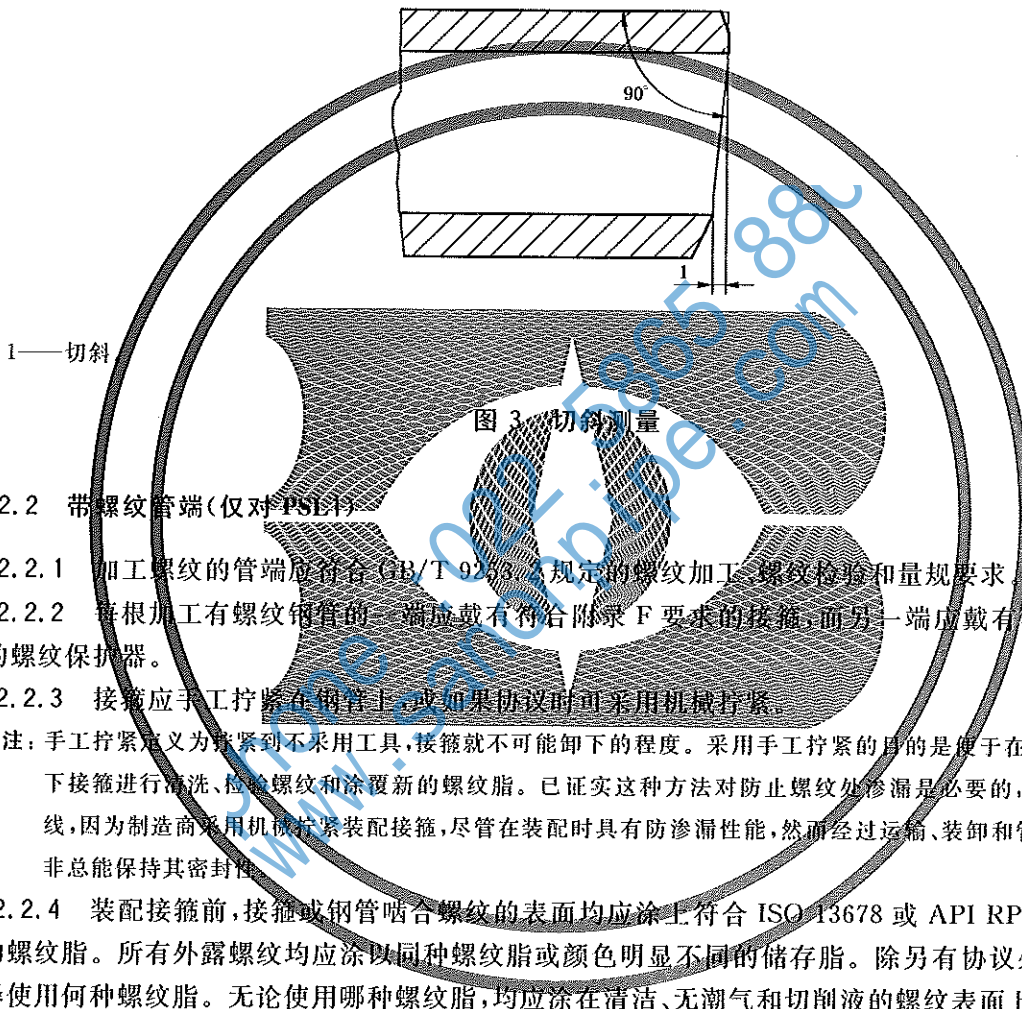 90°
1
1——切斜
图 3 切斜测量
2.2 带螺纹管端(仅对 PSL1)
2.2.1 加工螺纹的管端应符合 GB/T 9253.2 规定的螺纹加工、螺纹检验和量规要求。
2.2.2 每根加工有螺纹钢管的一端应戴有符合附录 F 要求的接箍,而另一端应戴有
螺纹保护器。
2.2.3 接箍应手工拧紧在钢管上,或如果协议时可采用机械拧紧。
注:手工拧紧定义为拧紧到不采用工具,接箍就不可能卸下的程度。采用手工拧紧的目的是便于在
下接箍进行清洗、检验螺纹和涂覆新的螺纹脂。已证实这种方法对防止螺纹处渗漏是必要的,
线,因为制造商采用机械拧紧装配接箍,尽管在装配时具有防渗漏性能,然而经过运输、装卸和
非总能保持其密封性
2.2.4 装配接箍前,接箍或钢管啮合螺纹的表面均应涂上符合 ISO 13678 或 API RP
螺纹脂。所有外露螺纹均应涂以同种螺纹脂或颜色明显不同的储存脂。除另有协议
使用何种螺纹脂。无论使用哪种螺纹脂,均应涂在清洁、无潮气和切削液的螺纹表面上
phone : 022 5865 88
www.sanonpipe.com